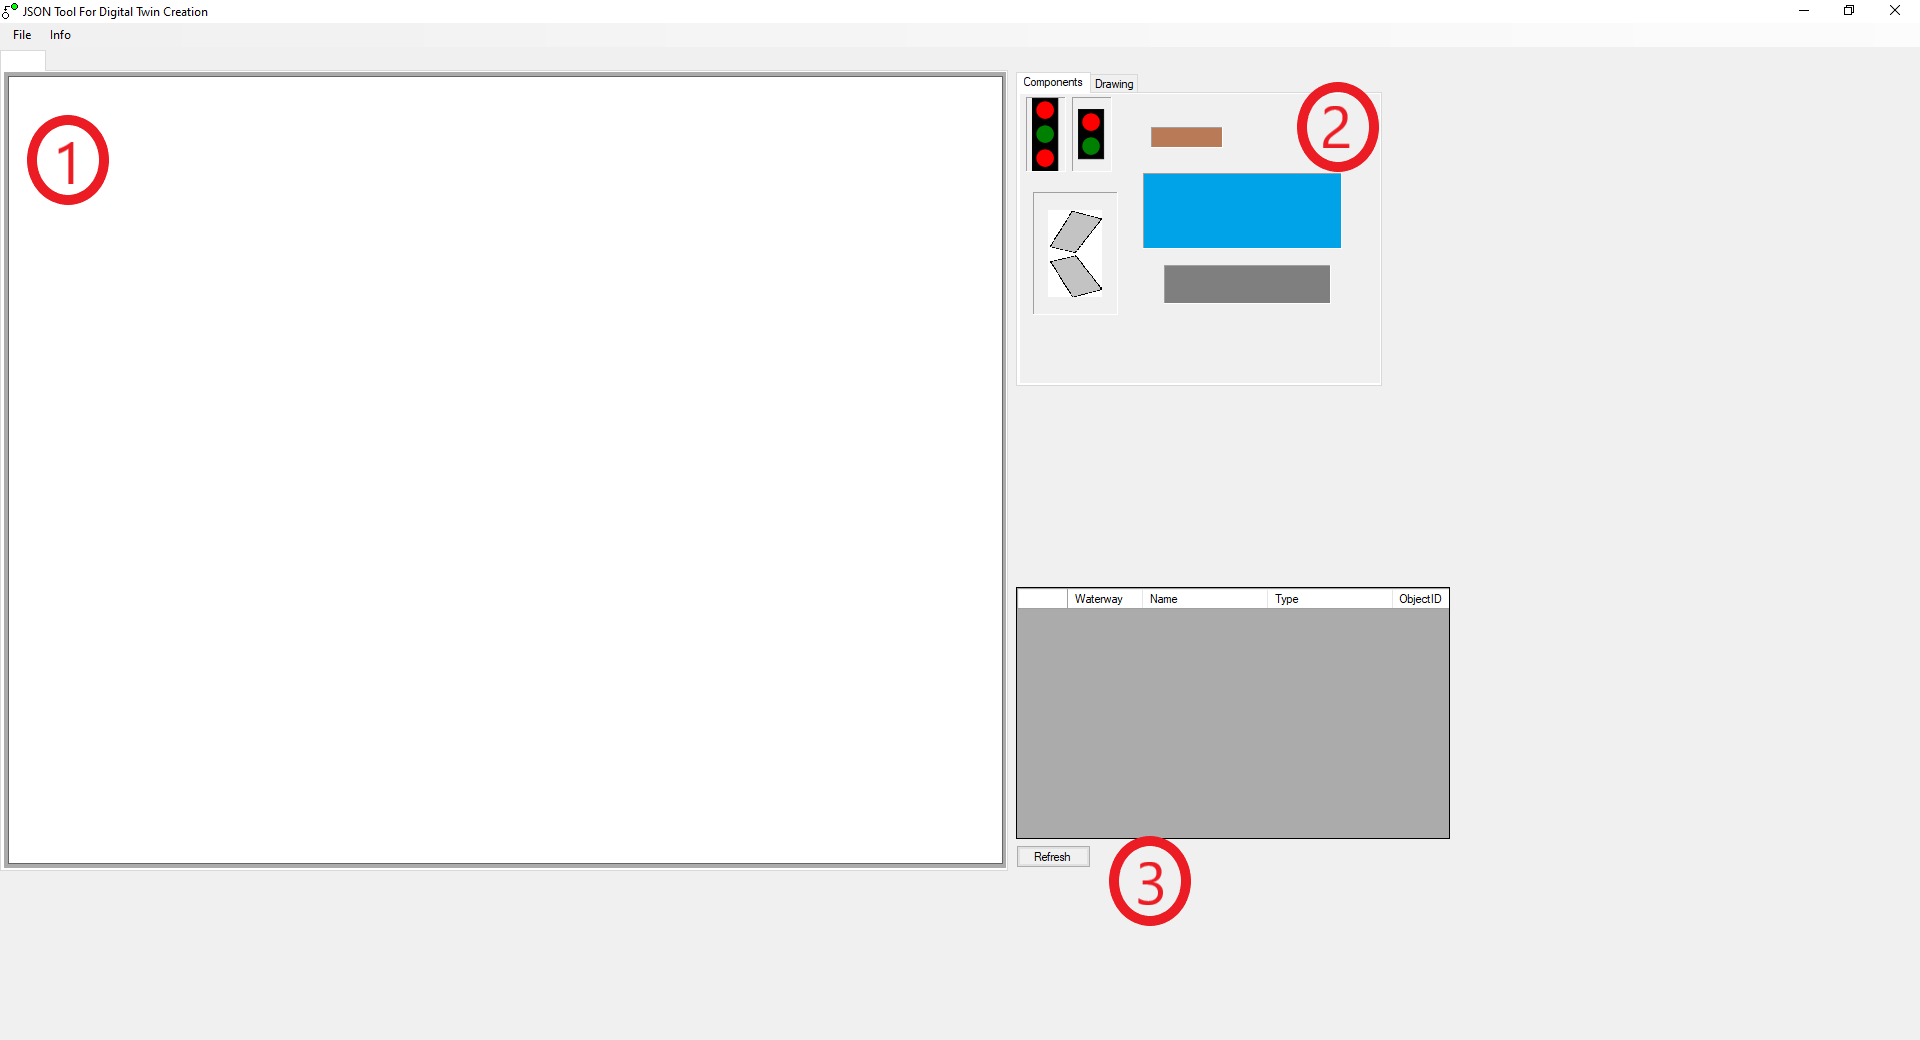 JSON Tool For Digital Twin Creation
File Info
Components Drawing
1
2
Waterway Name Type ObjectID
Refresh
3